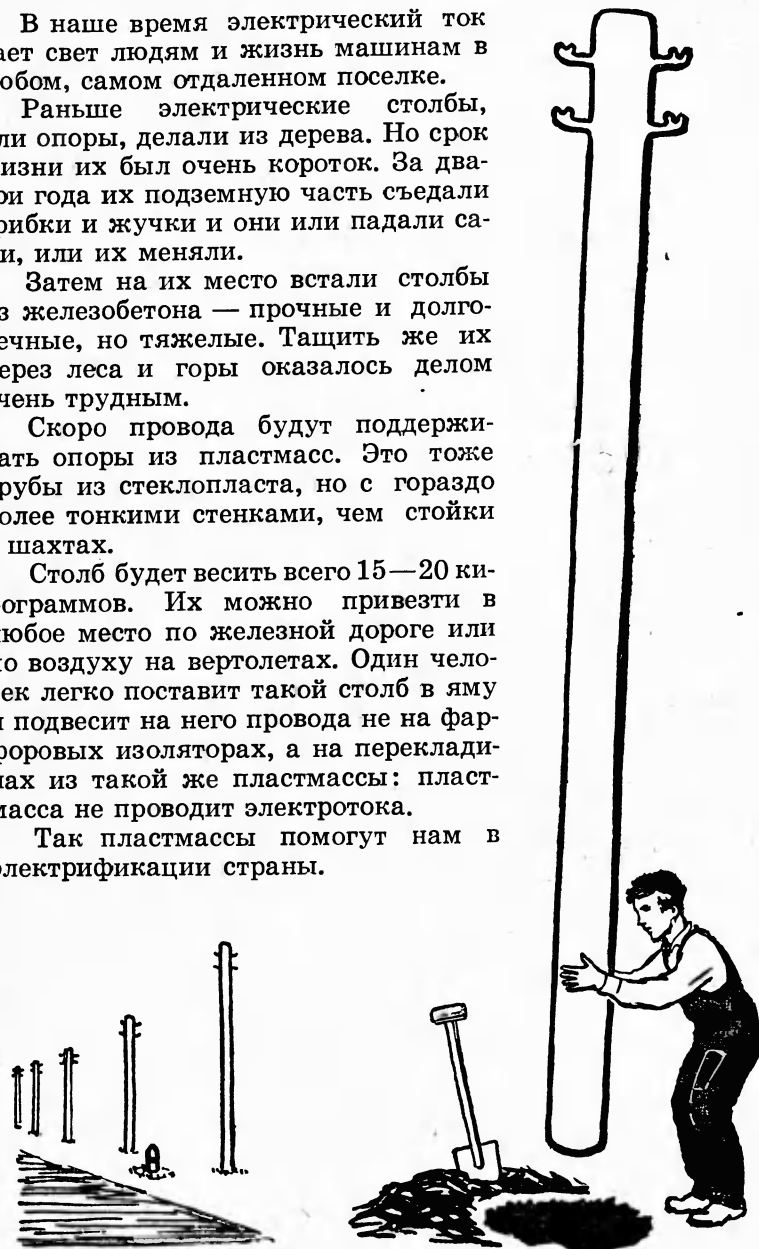 В наше время электрический ток
ает свет людям и жизнь машинам в
обом, самом отдаленном поселке.
Раньше электрические столбы,
ли опоры, делали из дерева. Но срок
изни их был очень короток. За два-
ри года их подземную часть съедали
рибки и жучки и они или падали са-
и, или их меняли.
Затем на их место встали столбы
з железобетона — прочные и долго-
ечные, но тяжелые. Тащить же их
ерез леса и горы оказалось делом
чень трудным.
Скоро провода будут поддержи-
ать опоры из пластмасс. Это тоже
рубы из стеклопласта, но с гораздо
олее тонкими стенками, чем стойки
шахтах.
Столб будет весить всего 15—20 ки-
ограммов. Их можно привезти в
юбое место по железной дороге или
о воздуху на вертолетах. Один чело-
ек легко поставит такой столб в яму
и подвесит на него провода не на фар-
форовых изоляторах, а на переклади-
нах из такой же пластмассы: пласт-
масса не проводит электротока.
Так пластмассы помогут нам в
электрификации страны.